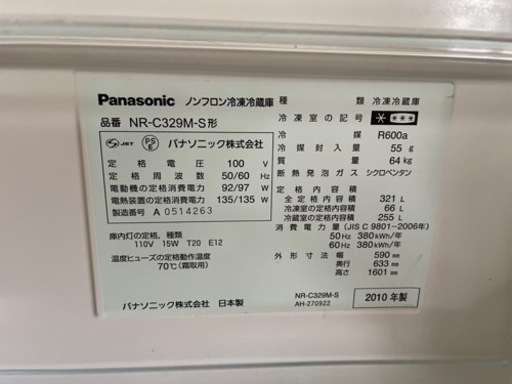 Panasonic ノンフロン冷凍冷蔵庫
品番 NR-C329M-S形
JET PSE パナソニック株式会社
定格電圧 100 V
定格周波数 50/60 Hz
電動機の定格消費電力 92/97 W
電熱装置の定格消費電力 135/135 W
製造番号 A 0514263
庫内灯の定格、種類
110V 15W T20 E12
温度ヒューズの定格動作温度
70℃(霜取用)
パナソニック株式会社 日本製
種類 冷凍冷蔵庫
冷凍室の記号
冷媒 R600a
冷媒封入量 55 g
質量 64 kg
断熱発泡ガス シクロペンタン
定格内容積
全定格内容積 321 L
冷凍室の定格内容積 66 L
冷蔵室の定格内容積 255 L
消費電力量 (JIS C 9801-2006年)
50Hz 380 kWh/年
60Hz 380 kWh/年
外形寸法 幅 590 mm
奥行 633 mm
高さ 1601 mm
NR-C329M-S
AH-270922
2010 年製